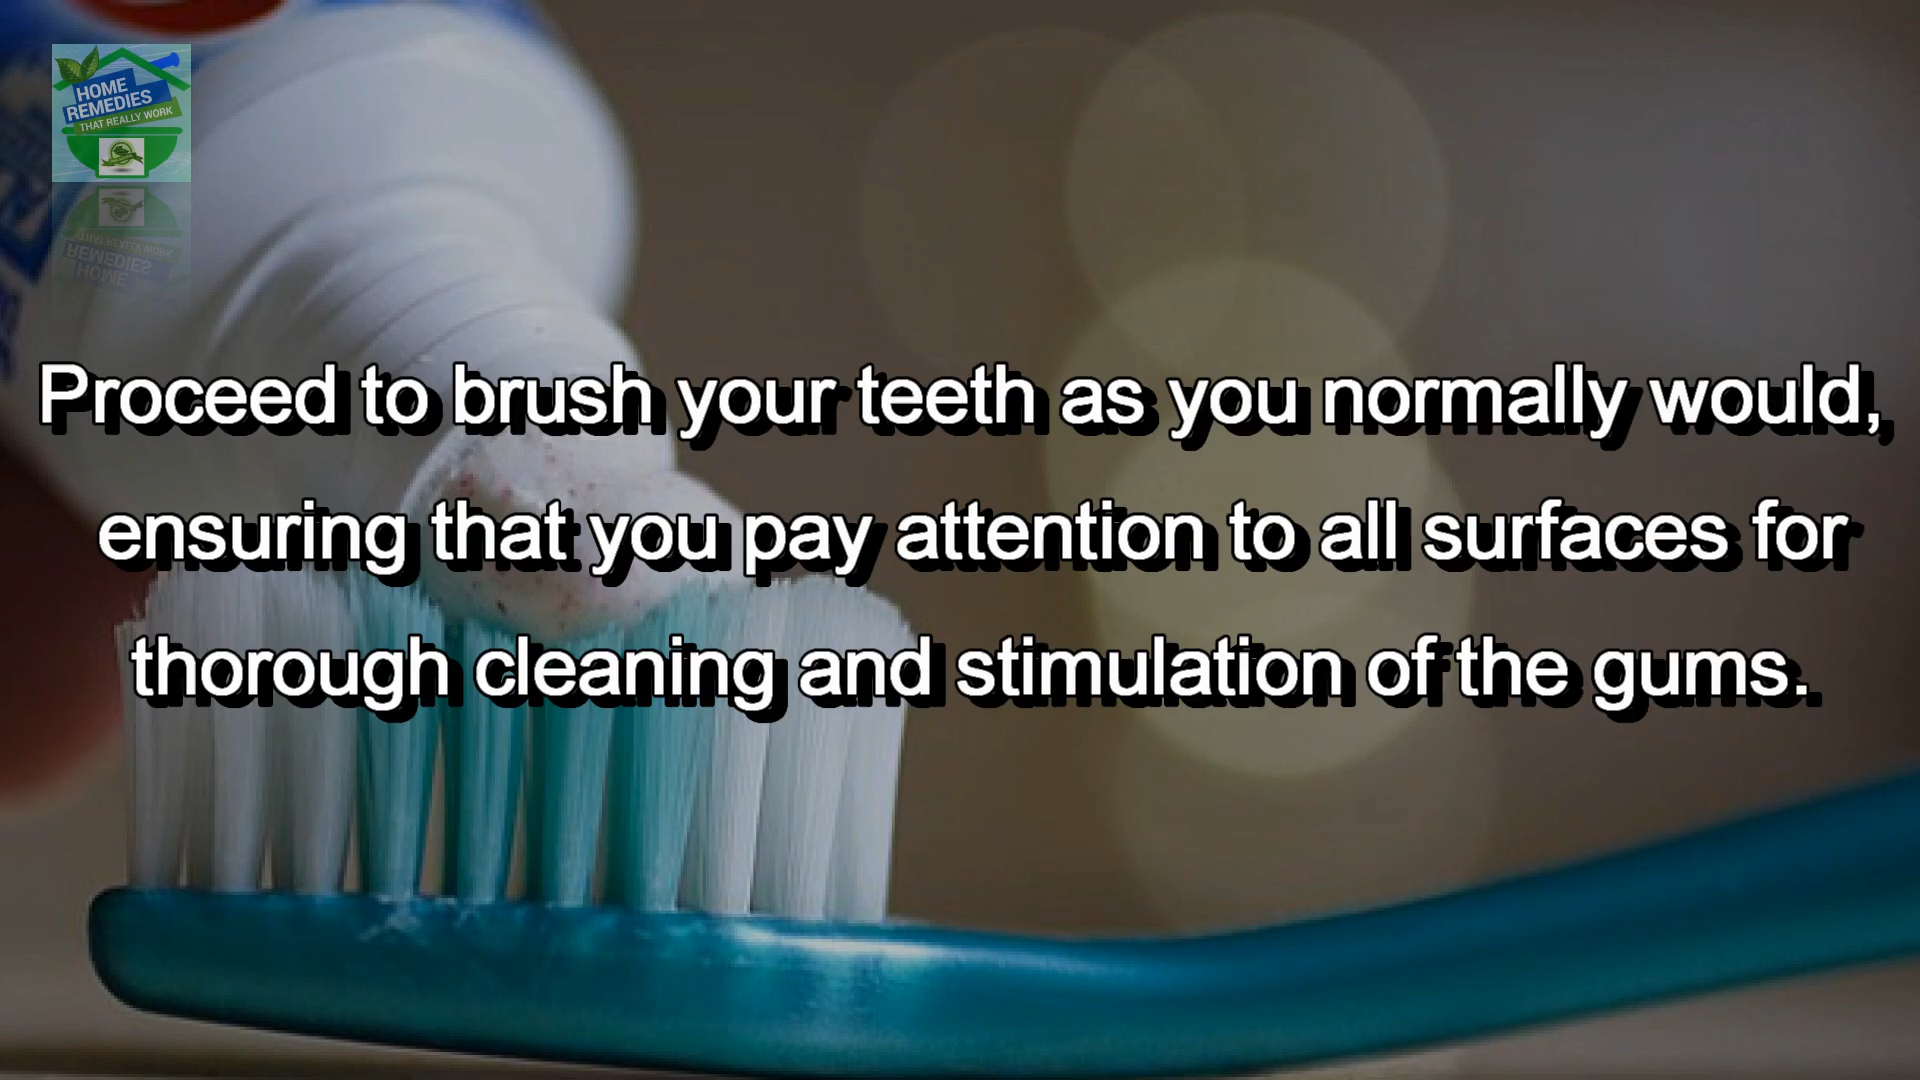 HOME
REMEDIES
THAT REALLY WORK
Proceed to brush your teeth as you normally would,
ensuring that you pay attention to all surfaces for
thorough cleaning and stimulation of the gums.